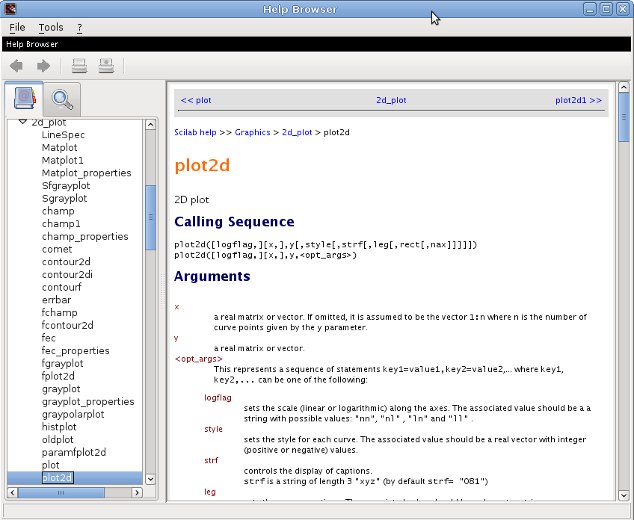 Help Browser
File Tools ?
Help Browser
2d_plot
LineSpec
Matplot
Matplot1
Matplot_properties
Sfgrayplot
Sgrayplot
champ
champ1
champ_properties
comet
contour2d
contour2di
contourf
errbar
fchamp
fcontour2d
fec
fec_properties
fgrayplot
fplot2d
grayplot
grayplot_properties
graypolarplot
histplot
oldplot
paramfplot2d
plot
plot2d
<< plot 2d_plot plot2d1 >>
Scilab help >> Graphics > 2d_plot > plot2d
plot2d
2D plot
Calling Sequence
plot2d([logflag,][x,],y[,style[,strf[,leg[,rect[,nax]]]]])
plot2d([logflag,][x,],y,<opt_args>)
Arguments
x
a real matrix or vector. If omitted, it is assumed to be the vector 1:n where n is the number of
curve points given by the y parameter.
y
a real matrix or vector.
<opt_args>
This represents a sequence of statements key1=value1,key2=value2,... where key1,
key2,... can be one of the following:
logflag
sets the scale (linear or logarithmic) along the axes. The associated value should be a a
string with possible values: "nn", "nl" , "ln" and "ll" .
style
sets the style for each curve. The associated value should be a real vector with integer
(positive or negative) values.
strf
controls the display of captions.
strf is a string of length 3 "xyz" (by default strf= "081")
leg